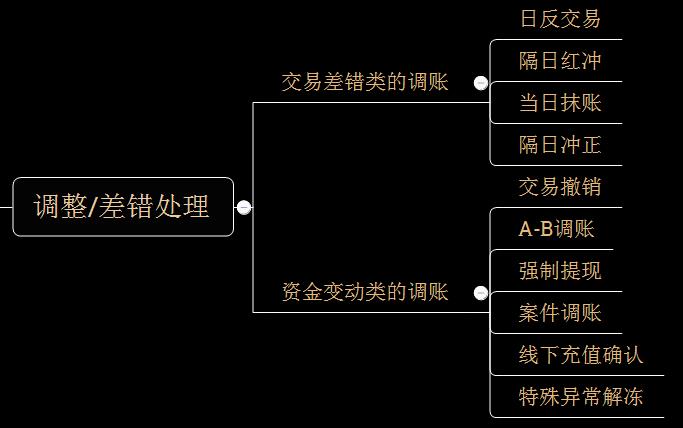 调整/差错处理
交易差错类的调账
日反交易
隔日红冲
当日抹账
隔日冲正
资金变动类的调账
交易撤销
A-B调账
强制提现
案件调账
线下充值确认
特殊异常解冻